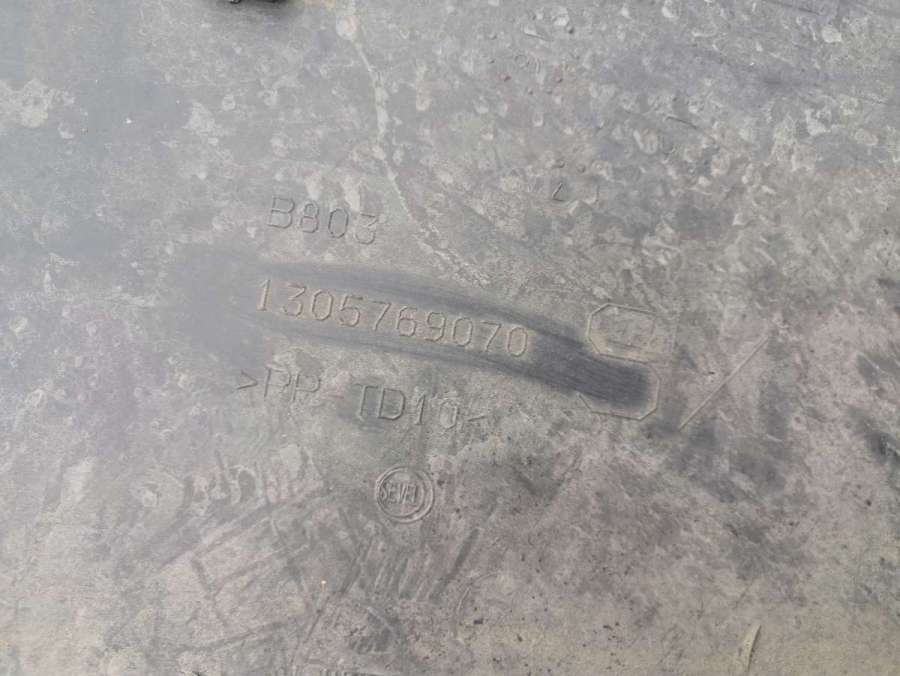 B803
1305769070
>PP-TD10<
SEVEL